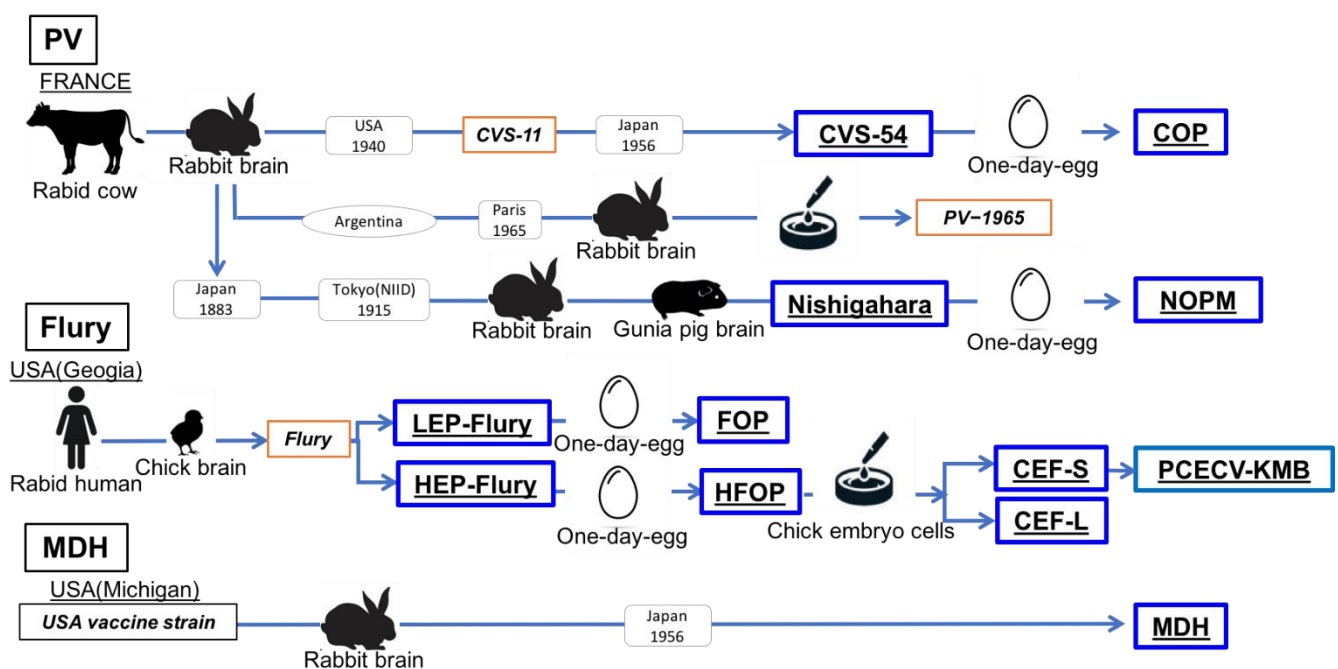 PV
FRANCE
Rabid cow
Rabbit brain
USA
1940
CVS-11
Japan
1956
CVS-54
One-day-egg
COP
Argentina
Paris
1965
Rabbit brain
PV−1965
Japan
1883
Tokyo(NIID)
1915
Rabbit brain
Gunia pig brain
Nishigahara
One-day-egg
NOPM
Flury
USA(Geogia)
Rabid human
Chick brain
Flury
LEP-Flury
One-day-egg
FOP
HEP-Flury
One-day-egg
HFOP
Chick embryo cells
CEF-S
PCECV-KMB
CEF-L
MDH
USA(Michigan)
USA vaccine strain
Rabbit brain
Japan
1956
MDH